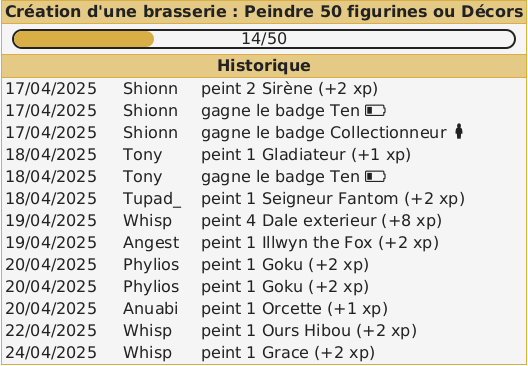 Création d'une brasserie : Peindre 50 figurines ou Décors
14/50
Historique
17/04/2025 Shionn peint 2 Sirène (+2 xp)
17/04/2025 Shionn gagne le badge Ten
17/04/2025 Shionn gagne le badge Collectionneur
18/04/2025 Tony peint 1 Gladiateur (+1 xp)
18/04/2025 Tony gagne le badge Ten
18/04/2025 Tupad_ peint 1 Seigneur Fantom (+2 xp)
19/04/2025 Whisp peint 4 Dale exterieur (+8 xp)
19/04/2025 Angest peint 1 Illwyn the Fox (+2 xp)
20/04/2025 Phylios peint 1 Goku (+2 xp)
20/04/2025 Phylios peint 1 Goku (+2 xp)
20/04/2025 Anuabi peint 1 Orcette (+1 xp)
22/04/2025 Whisp peint 1 Ours Hibou (+2 xp)
24/04/2025 Whisp peint 1 Grace (+2 xp)